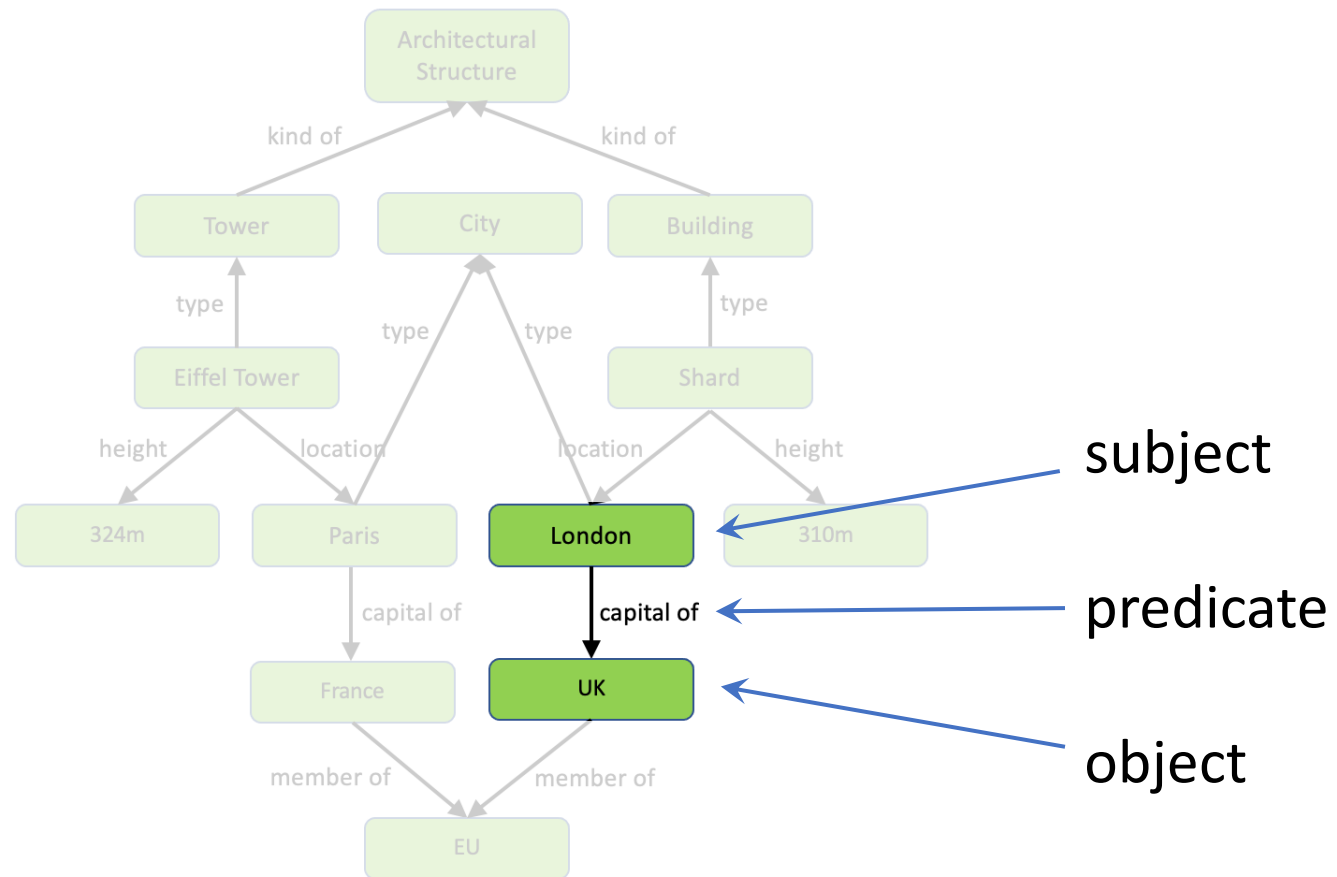 Architectural
Structure
kind of
kind of
Tower
City
Building
type
type
type
type
Eiffel Tower
Shard
height
location
location
height
subject
324m
Paris
London
310m
capital of
capital of
predicate
France
UK
object
member of
member of
EU